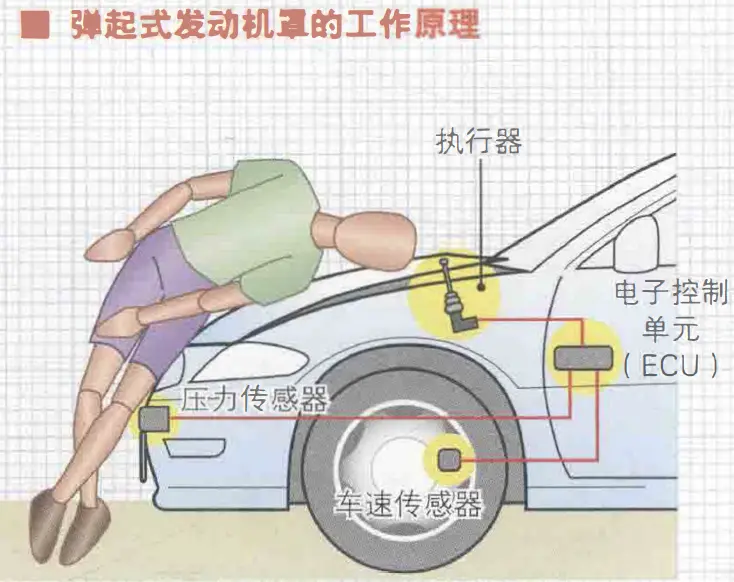 ■ 弹起式发动机罩的工作原理
执行器
电子控制
单元
（ECU）
压力传感器
车速传感器